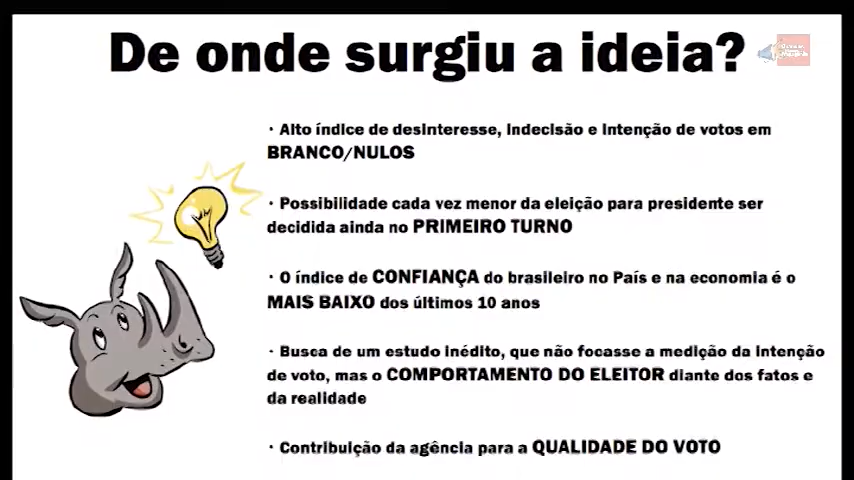 De onde surgiu a ideia?
· Alto índice de desinteresse, indecisão e intenção de votos em
BRANCO/NULOS
· Possibilidade cada vez menor da eleição para presidente ser
decidida ainda no PRIMEIRO TURNO
· O índice de CONFIANÇA do brasileiro no País e na economia é o
MAIS BAIXO dos últimos 10 anos
· Busca de um estudo inédito, que não focasse a medição da intenção
de voto, mas o COMPORTAMENTO DO ELEITOR diante dos fatos e
da realidade
· Contribuição da agência para a QUALIDADE DO VOTO